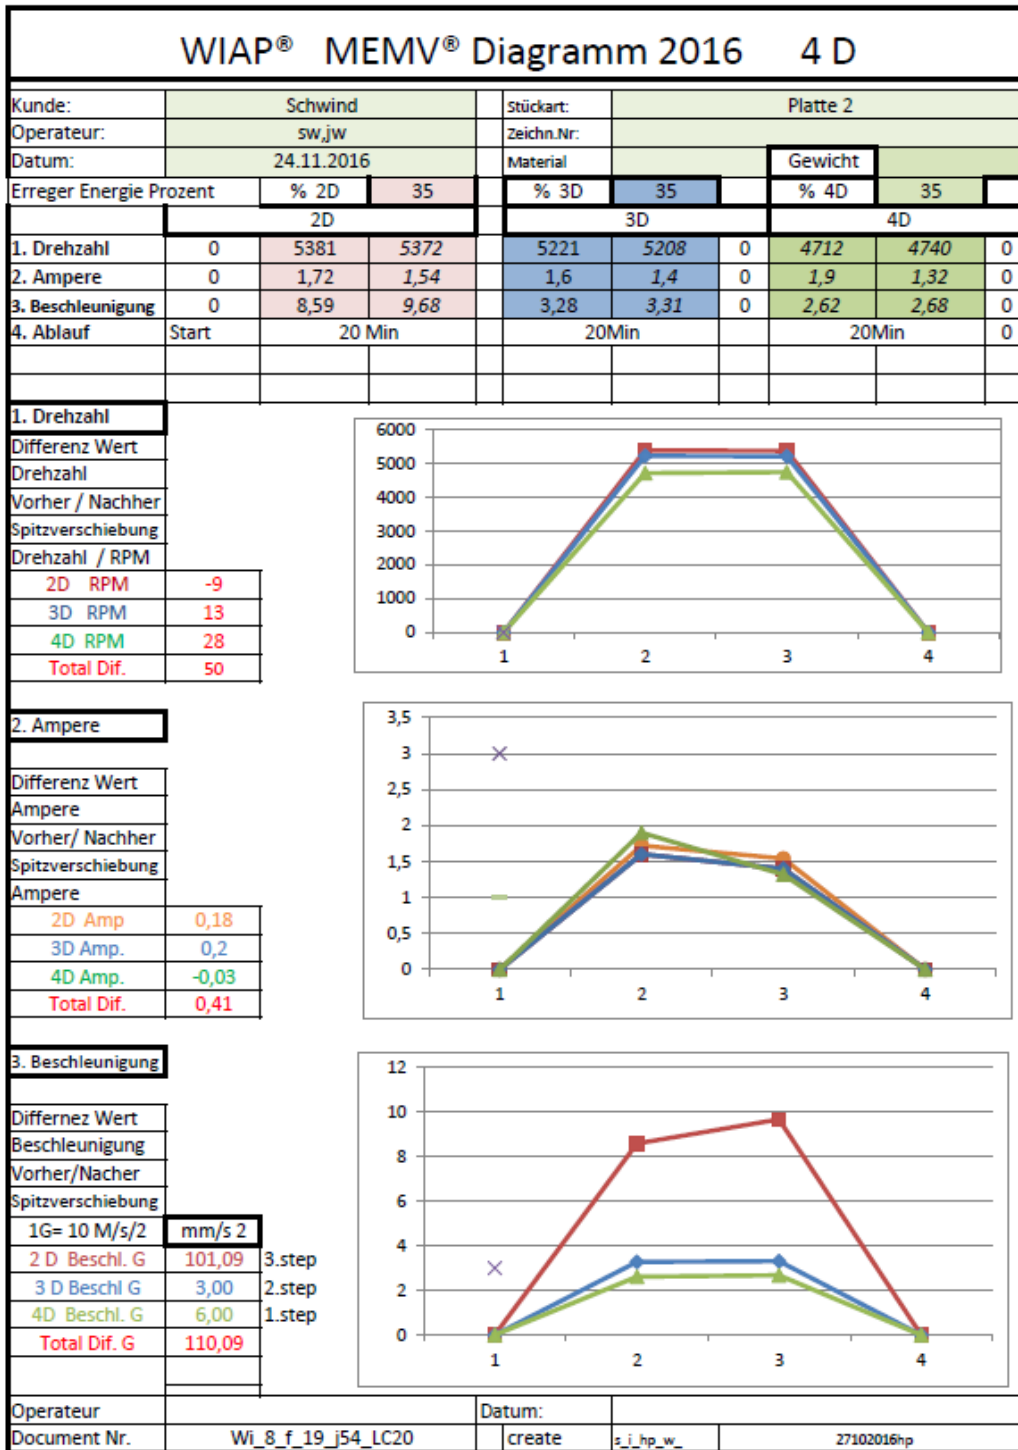 WIAP® MEMV® Diagramm 2016 4 D
Kunde: Schwind Stückart: Platte 2
Operateur: sw,jw Zeichn.Nr:
Datum: 24.11.2016 Material Gewicht
Erreger Energie Prozent % 2D 35 % 3D 35 % 4D 35
2D 3D 4D
1. Drehzahl 0 5381 5372 5221 5208 0 4712 4740 0
2. Ampere 0 1,72 1,54 1,6 1,4 0 1,9 1,32 0
3. Beschleunigung 0 8,59 9,68 3,28 3,31 0 2,62 2,68 0
4. Ablauf Start 20 Min 20Min 20Min 0
1. Drehzahl
Differenz Wert
Drehzahl
Vorher / Nachher
Spitzverschiebung
Drehzahl / RPM
2D RPM -9
3D RPM 13
4D RPM 28
Total Dif. 50
6000
5000
4000
3000
2000
1000
0
1 2 3 4
2. Ampere
Differenz Wert
Ampere
Vorher/ Nachher
Spitzverschiebung
Ampere
2D Amp 0,18
3D Amp. 0,2
4D Amp. -0,03
Total Dif. 0,41
3,5
3
2,5
2
1,5
1
0,5
0
1 2 3 4
3. Beschleunigung
Differnez Wert
Beschleunigung
Vorher/Nacher
Spitzverschiebung
1G= 10 M/s/2 mm/s 2
2 D Beschl. G 101,09 3.step
3 D Beschl G 3,00 2.step
4D Beschl. G 6,00 1.step
Total Dif. G 110,09
12
10
8
6
4
2
0
1 2 3 4
Operateur Datum:
Document Nr. Wi_8_f_19_j54_LC20 create s_i_hp_w_ 27102016hp